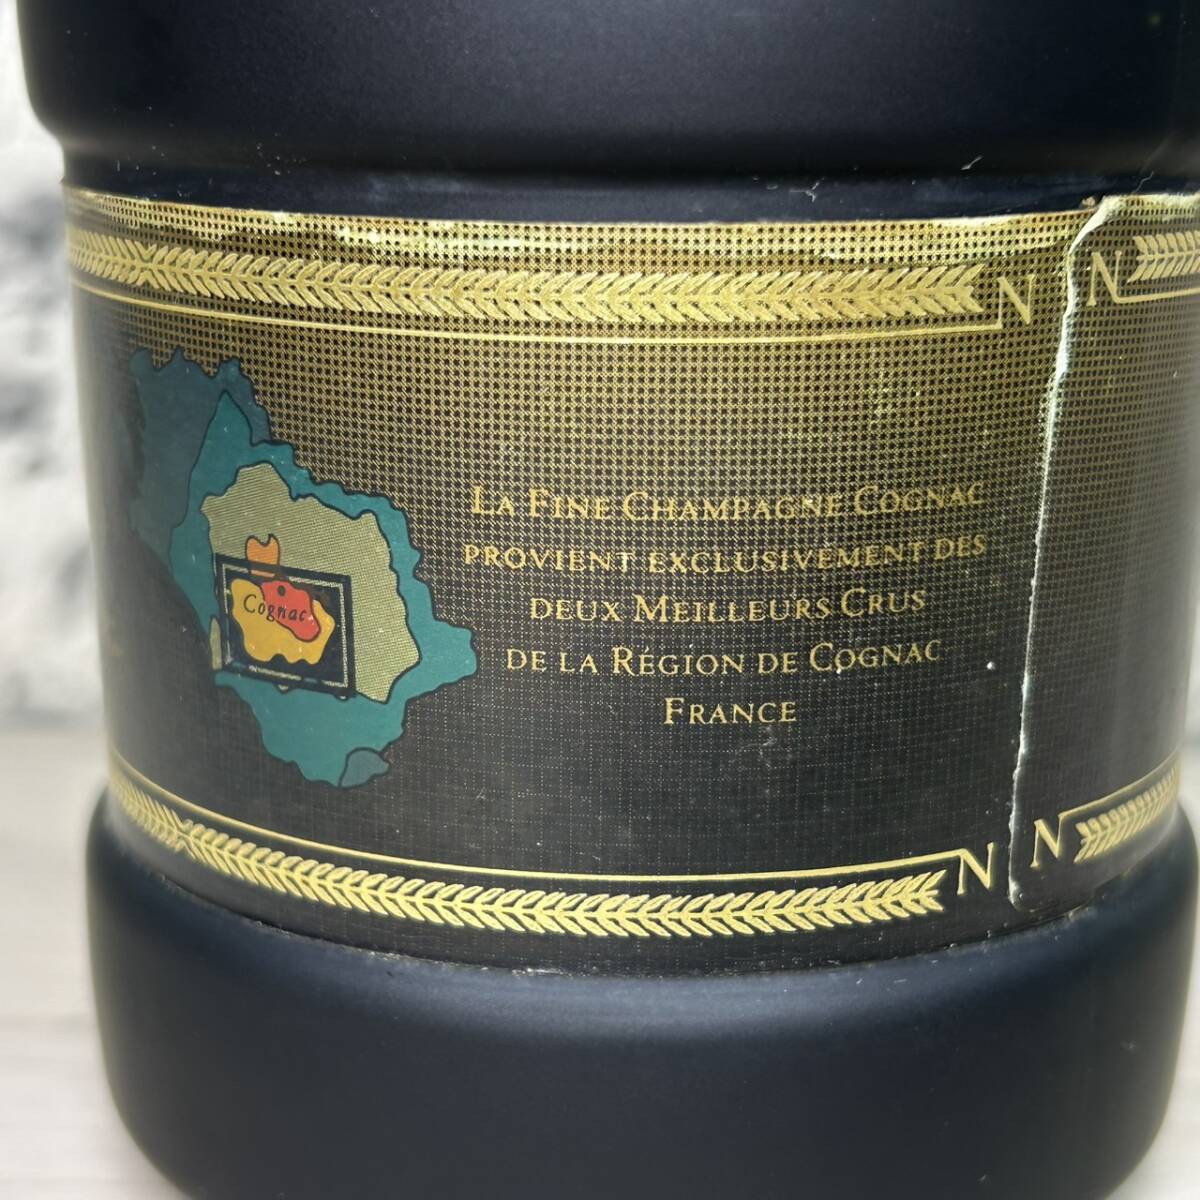 N N
LA FINE CHAMPAGNE COGNAC
PROVIENT EXCLUSIVEMENT DES
DEUX MEILLEURS CRUS
DE LA RÉGION DE COGNAC
FRANCE
Cognac
N N